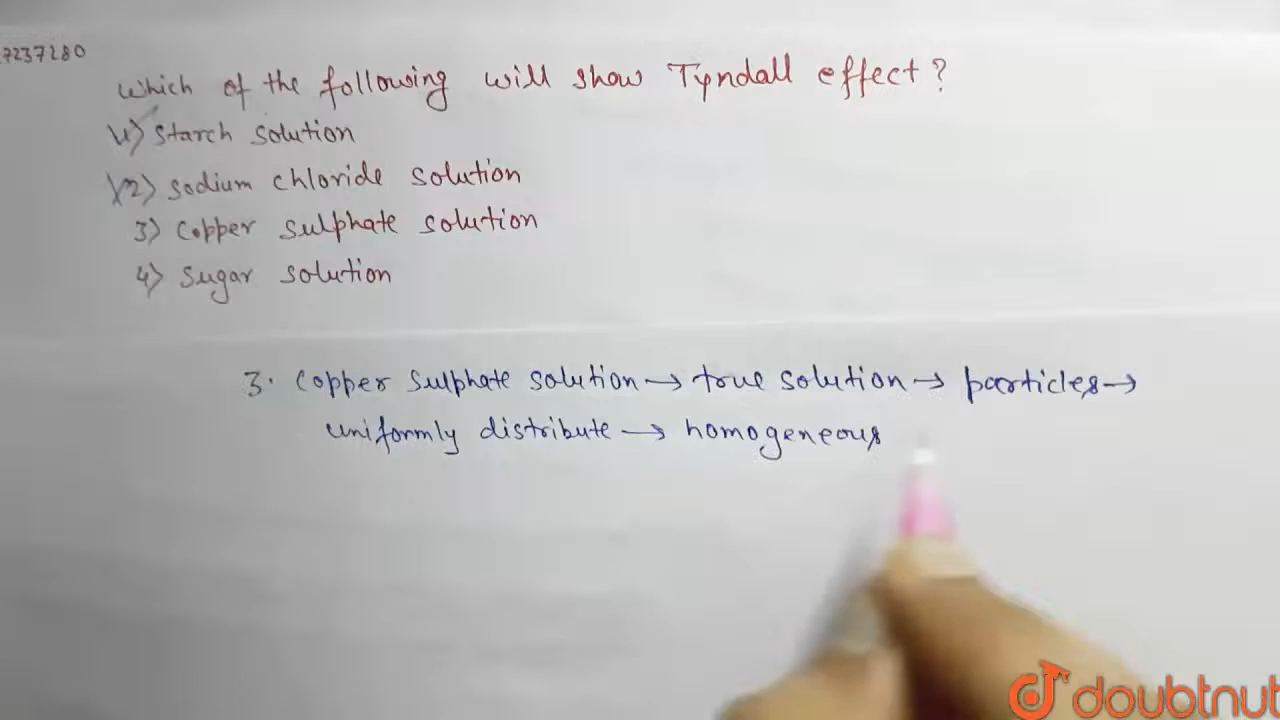 7237280
Which of the following will show Tyndall effect?
1) Starch solution
2) Sodium chloride solution
3) Copper sulphate solution
4) Sugar solution
3. Copper sulphate solution → true solution → particles →
uniformly distribute → homogeneous
doubtnut